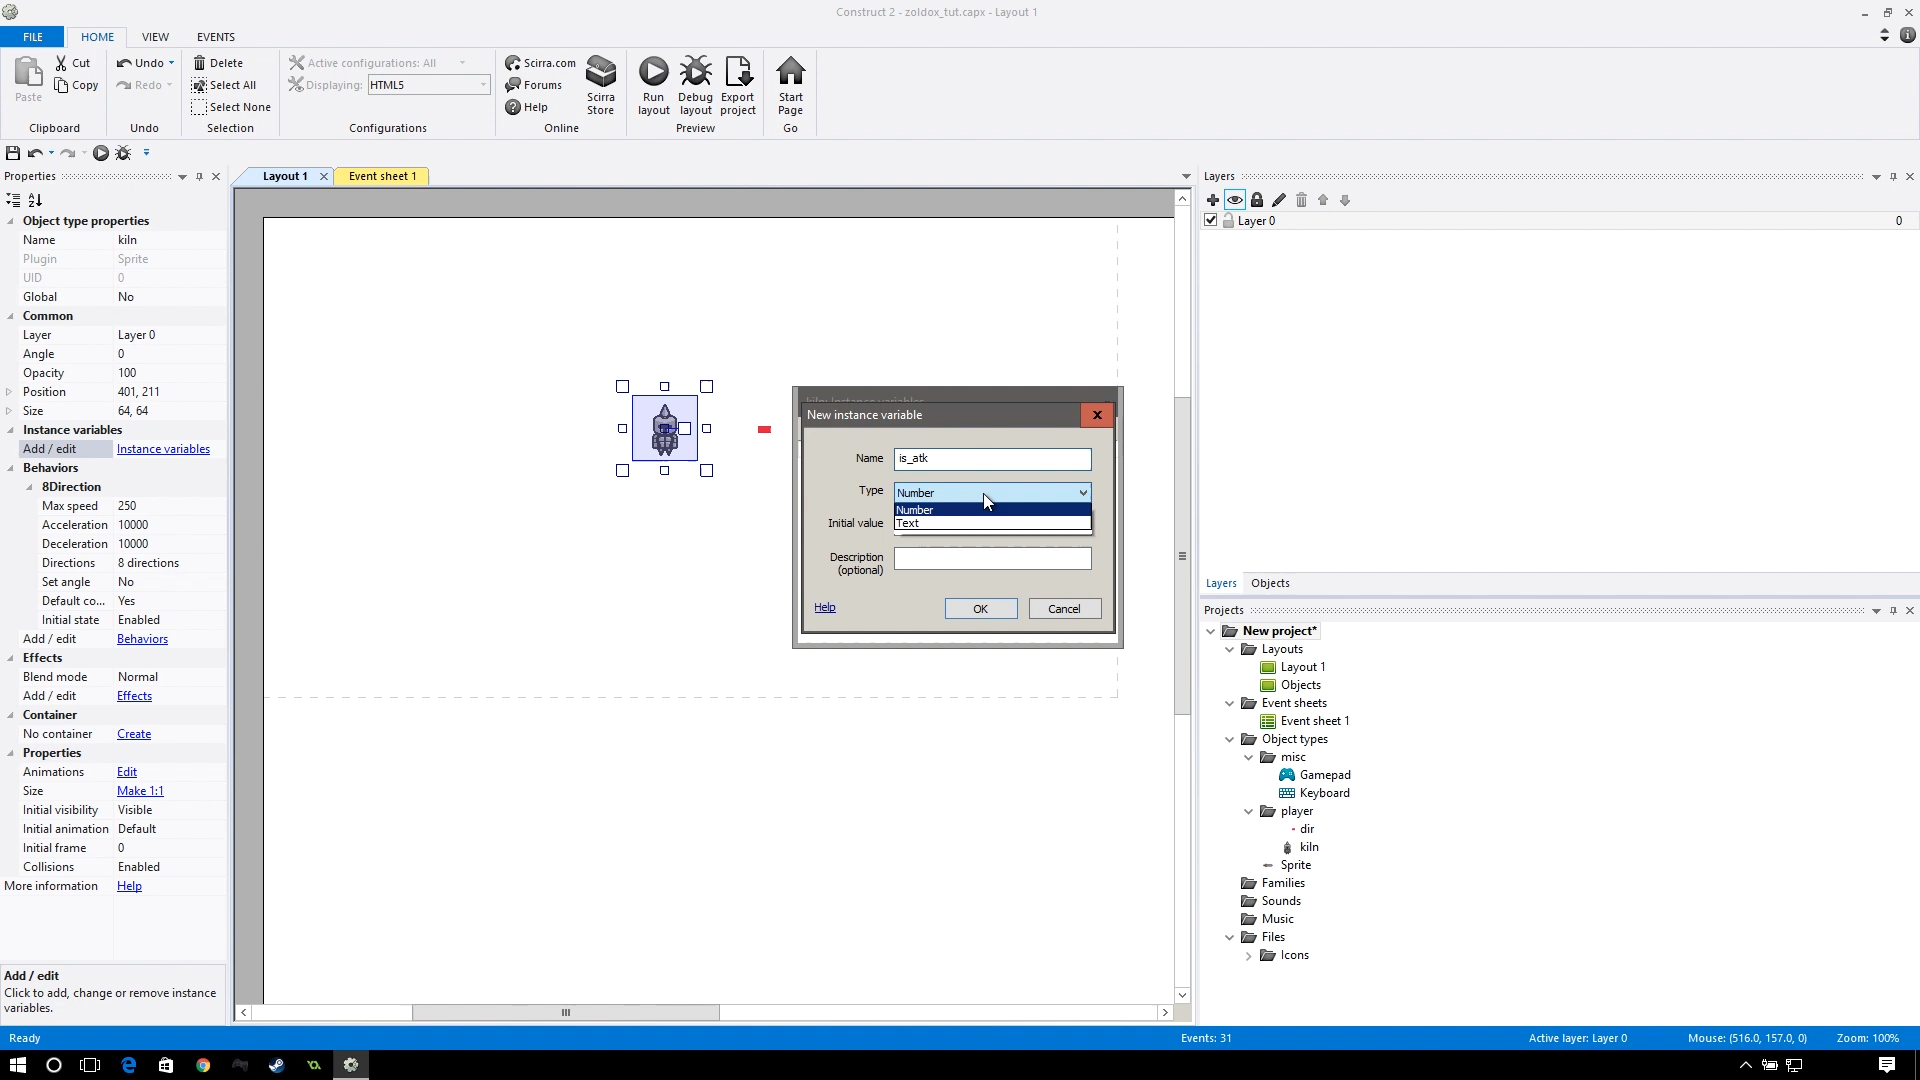 Construct 2 - zoldox_tut.capx - Layout 1
FILE HOME VIEW EVENTS
Paste
Cut
Copy
Clipboard
Undo
Redo
Undo
Delete
Select All
Select None
Selection
Active configurations: All
Displaying: HTML5
Configurations
Scirra.com
Forums
Help
Scirra Store
Online
Run layout
Debug layout
Export project
Preview
Start Page
Go
Properties
Object type properties
Name kiln
Plugin Sprite
UID 0
Global No
Common
Layer Layer 0
Angle 0
Opacity 100
Position 401, 211
Size 64, 64
Instance variables
Add / edit Instance variables
Behaviors
8Direction
Max speed 250
Acceleration 10000
Deceleration 10000
Directions 8 directions
Set angle No
Default co... Yes
Initial state Enabled
Add / edit Behaviors
Effects
Blend mode Normal
Add / edit Effects
Container
No container Create
Properties
Animations Edit
Size Make 1:1
Initial visibility Visible
Initial animation Default
Initial frame 0
Collisions Enabled
More information Help
Add / edit
Click to add, change or remove instance
variables.
Layout 1 Event sheet 1
New instance variable
Name is_atk
Type Number
Number
Text
Initial value
Description
(optional)
Help OK Cancel
Layers
Layer 0 0
Layers Objects
Projects
New project*
Layouts
Layout 1
Objects
Event sheets
Event sheet 1
Object types
misc
Gamepad
Keyboard
player
dir
kiln
Sprite
Families
Sounds
Music
Files
Icons
Ready Events: 31 Active layer: Layer 0 Mouse: (516.0, 157.0, 0) Zoom: 100%